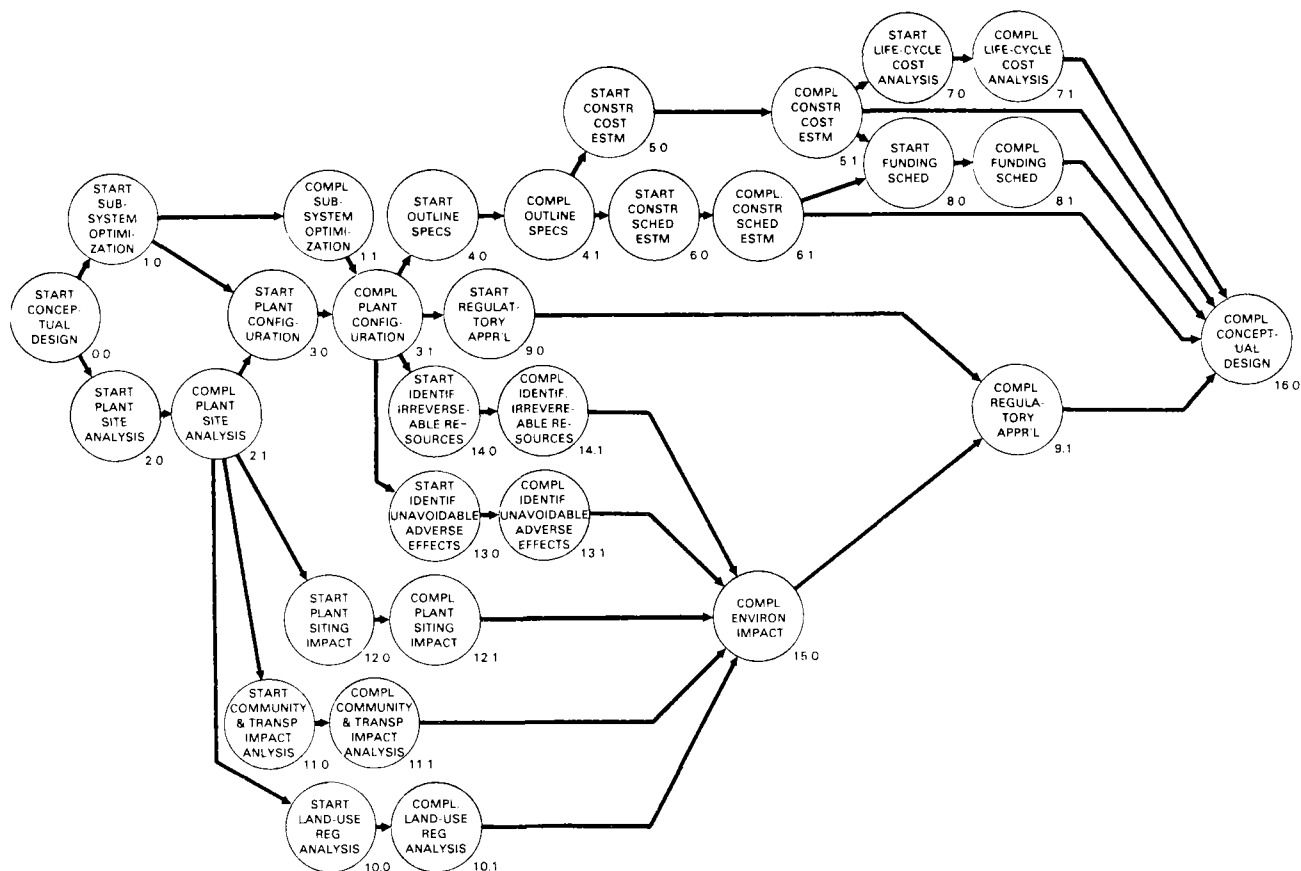 START
LIFE-CYCLE
COST
ANALYSIS
7.0
COMPL
LIFE-CYCLE
COST
ANALYSIS
7.1
START
CONSTR
COST
ESTM
5.0
COMPL
CONSTR
COST
ESTM
5.1
START
FUNDING
SCHED
8.0
COMPL
FUNDING
SCHED
8.1
START
SUB-
SYSTEM
OPTIMI-
ZATION
1.0
COMPL
SUB-
SYSTEM
OPTIMI-
ZATION
1.1
START
OUTLINE
SPECS
4.0
COMPL
OUTLINE
SPECS
4.1
START
CONSTR
SCHED
ESTM
6.0
COMPL.
CONSTR
SCHED
ESTM
6.1
START
CONCEP-
TUAL
DESIGN
0.0
START
PLANT
CONFIG-
URATION
3.0
COMPL
PLANT
CONFIG-
URATION
3.1
START
REGULAT-
TORY
APPR'L
9.0
COMPL
CONCEPT-
UAL
DESIGN
16.0
START
PLANT
SITE
ANALYSIS
2.0
COMPL
PLANT
SITE
ANALYSIS
2.1
START
IDENTIF
IRREVERSE-
ABLE RE-
SOURCES
14.0
COMPL
IDENTIF.
IRREVERE-
ABLE RE-
SOURCES
14.1
COMPL
REGULA-
TORY
APPR'L
9.1
START
IDENTIF
UNAVOIDABLE
ADVERSE
EFFECTS
13.0
COMPL
IDENTIF
UNAVOIDABLE
ADVERSE
EFFECTS
13.1
START
PLANT
SITING
IMPACT
12.0
COMPL
PLANT
SITING
IMPACT
12.1
COMPL
ENVIRON
IMPACT
15.0
START
COMMUNITY
& TRANSP
IMPACT
ANLYSIS
11.0
COMPL
COMMUNITY
& TRANSP
IMPACT
ANALYSIS
11.1
START
LAND-USE
REG
ANALYSIS
10.0
COMPL.
LAND-USE
REG
ANALYSIS
10.1